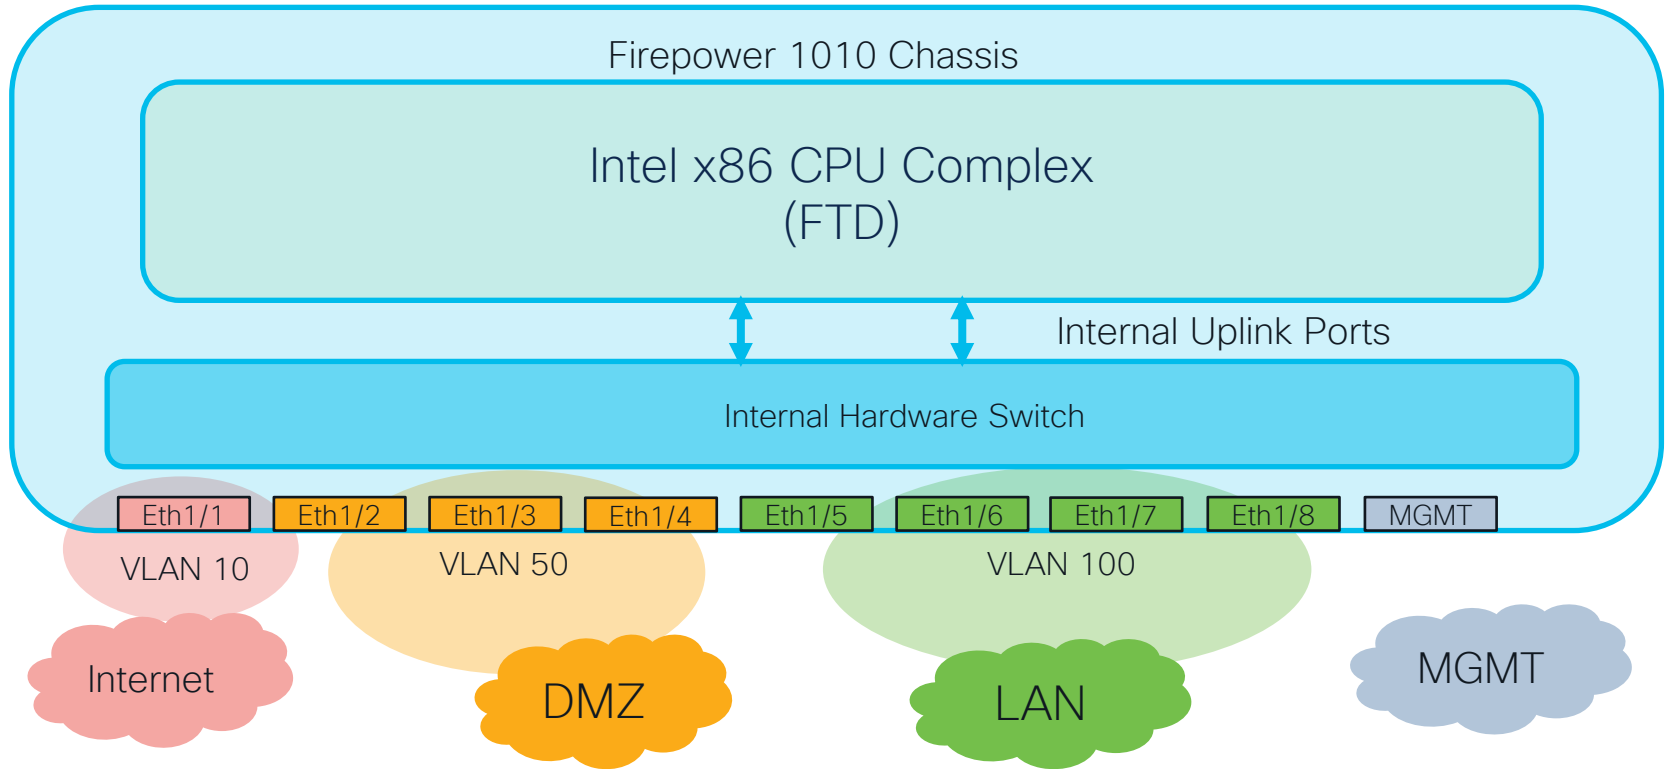 Firepower 1010 Chassis
Intel x86 CPU Complex
(FTD)
Internal Uplink Ports
Internal Hardware Switch
Eth1/1
Eth1/2
Eth1/3
Eth1/4
Eth1/5
Eth1/6
Eth1/7
Eth1/8
MGMT
VLAN 10
VLAN 50
VLAN 100
Internet
DMZ
LAN
MGMT